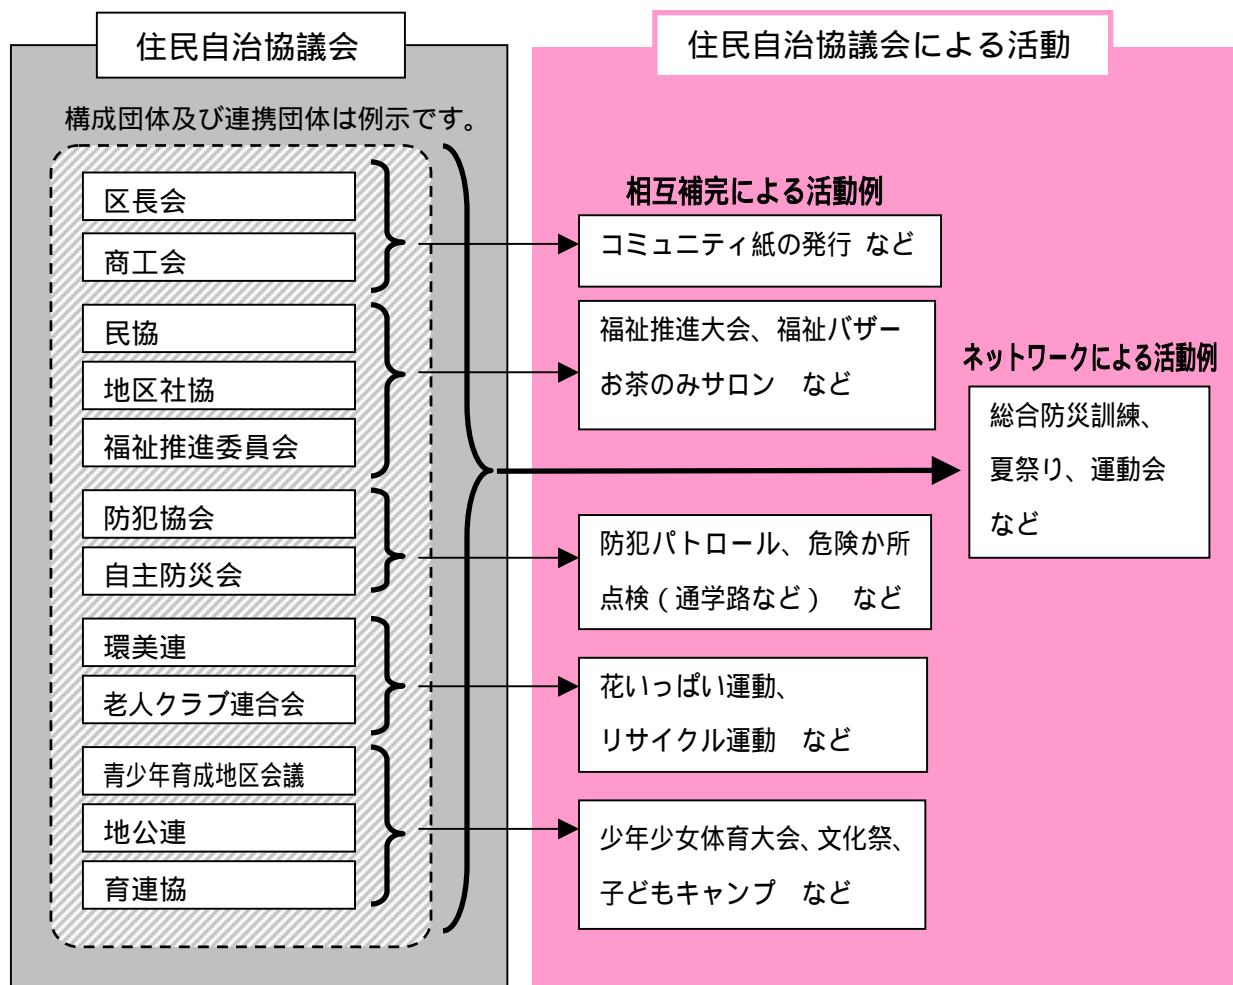 住民自治協議会
構成団体及び連携団体は例示です。
区長会
商工会
民協
地区社協
福祉推進委員会
防犯協会
自主防災会
環美連
老人クラブ連合会
青少年育成地区会議
地公連
育連協
住民自治協議会による活動
相互補完による活動例
コミュニティ紙の発行 など
福祉推進大会、福祉バザー
お茶のみサロン　など
防犯パトロール、危険か所
点検（通学路など）　など
花いっぱい運動、
リサイクル運動　など
少年少女体育大会、文化祭、
子どもキャンプ　など
ネットワークによる活動例
総合防災訓練、
夏祭り、運動会
など